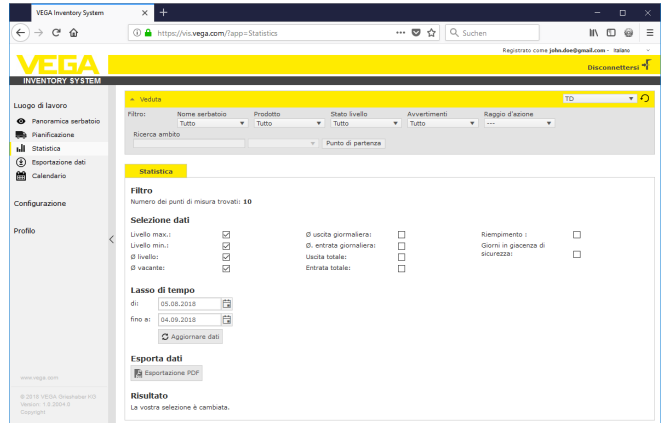 VEGA Inventory System
https://vis.vega.com/?app=Statistics
Suchen
Registrato come john.doe@gmail.com - Italiano
VEGA
Disconnettersi
INVENTORY SYSTEM
Luogo di lavoro
Panoramica serbatoio
Pianificazione
Statistica
Esportazione dati
Calendario
Configurazione
Profilo
www.vega.com
© 2018 VEGA Grieshaber KG
Copyright
Veduta
TD
Filtro: Nome serbatoio Prodotto Stato livello Avvertimenti Raggio d'azione
Tutto Tutto Tutto Tutto ---
Ricerca ambito
Punto di partenza
Statistica
Filtro
Numero dei punti di misura trovati: 10
Selezione dati
Livello max.: Ø uscita giormaliera: Riempimento :
Livello min.: Ø. entrata giornaliera: Giorni in giacenza di
Ø livello: Uscita totale: sicurezza:
Ø vacante: Entrata totale:
Lasso di tempo
di: 05.08.2018
fino a: 04.09.2018
Aggiornare dati
Esporta dati
Esportazione PDF
Risultato
La vostra selezione è cambiata.